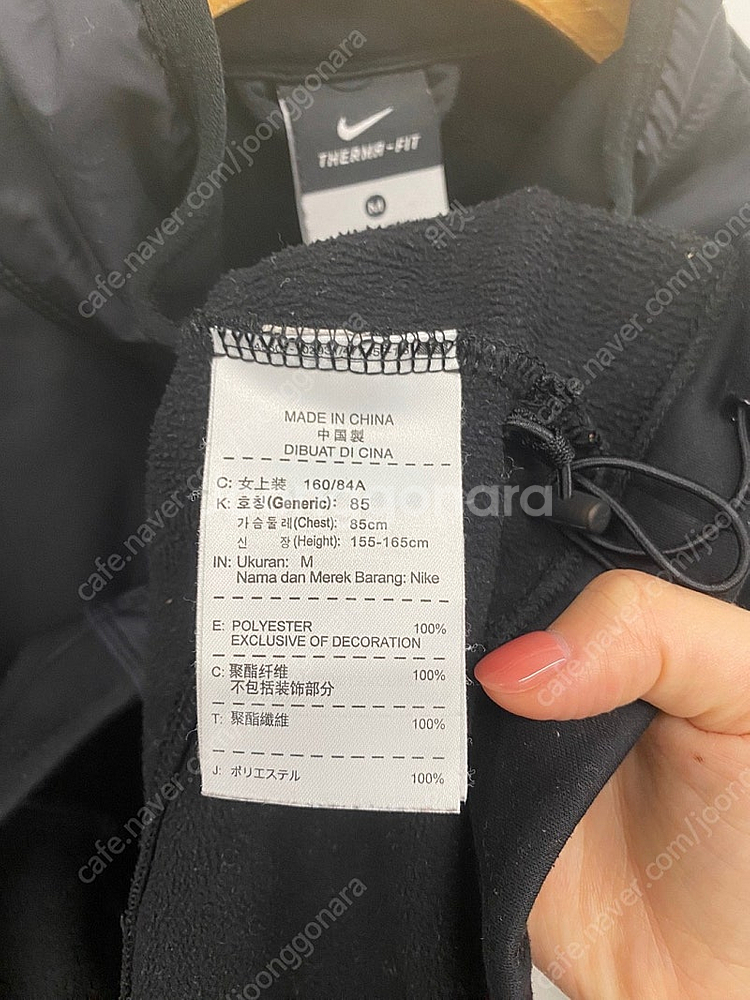 THERMA-FIT
M
MADE IN CHINA
中国製
DIBUAT DI CINA
C: 女上装 160/84A
K: 호칭(Generic): 85
가슴둘레(Chest): 85cm
신 장(Height): 155-165cm
IN: Ukuran: M
Nama dan Merek Barang: Nike
E: POLYESTER 100%
EXCLUSIVE OF DECORATION
C: 聚酯纤维 100%
不包括装饰部分
T: 聚酯纖維 100%
J: ポリエステル 100%
joonggonara
cafe.naver.com/joonggonara